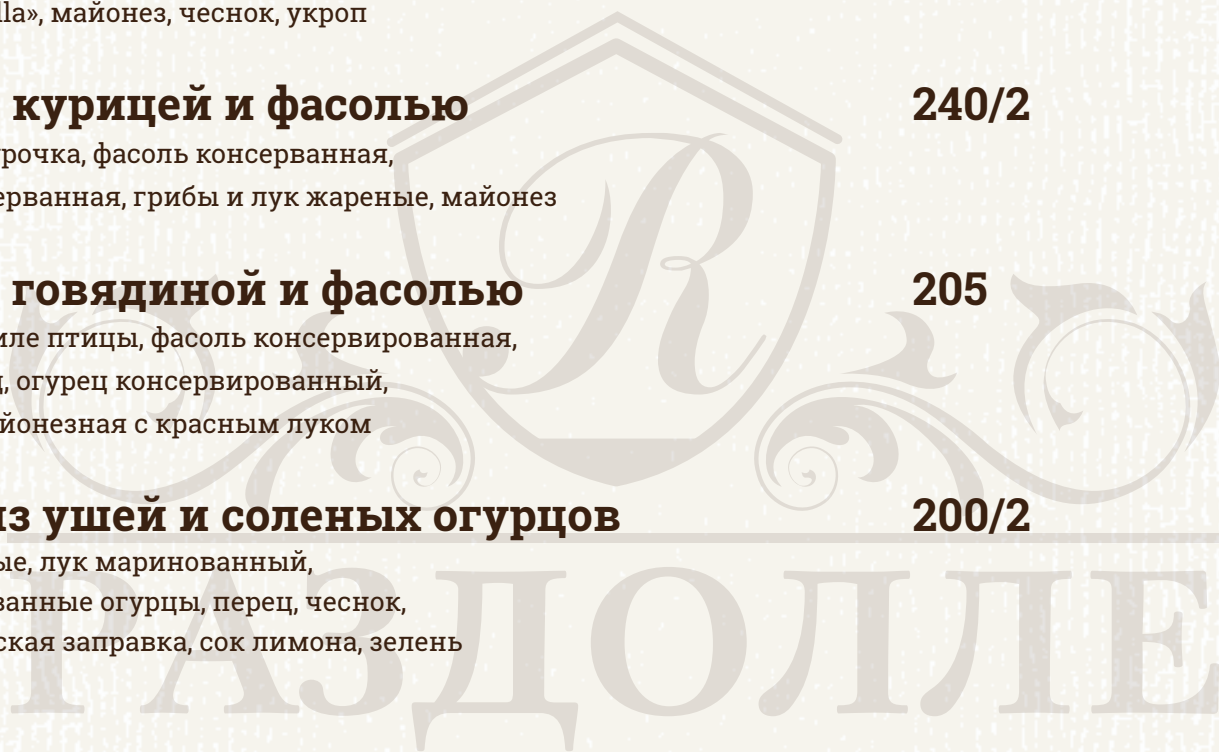 lla», майонез, чеснок, укроп
курицей и фасолью 240/2
урочка, фасоль консерванная,
ерванная, грибы и лук жареные, майонез
говядиной и фасолью 205
иле птицы, фасоль консервированная,
ц, огурец консервированный,
йонезная с красным луком
из ушей и соленых огурцов 200/2
ые, лук маринованный,
ванные огурцы, перец, чеснок,
ская заправка, сок лимона, зелень
R
РАЗДОЛЛЕ